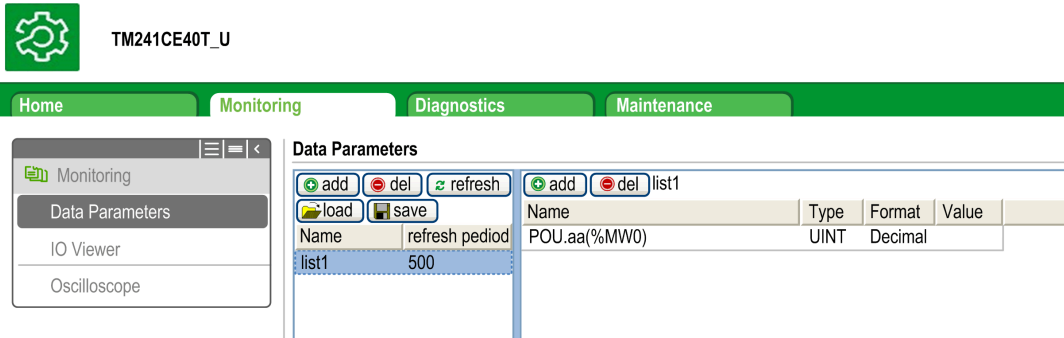 TM241CE40T_U
Home Monitoring Diagnostics Maintenance
Monitoring
Data Parameters
IO Viewer
Oscilloscope
Data Parameters
add del refresh
load save
Name refresh pediod
list1 500
add del list1
Name Type Format Value
POU.aa(%MW0) UINT Decimal